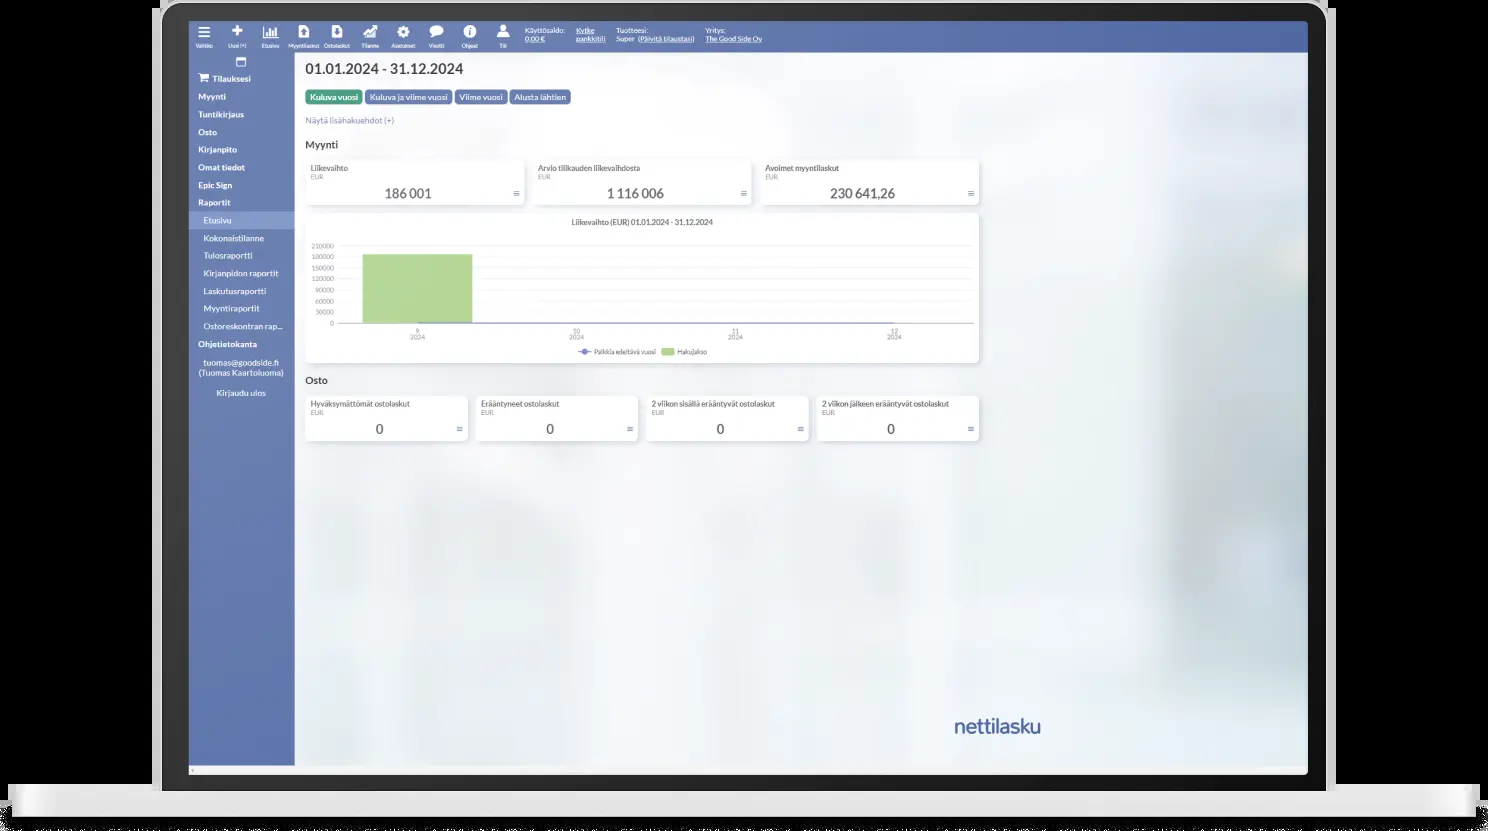 Valikko
Uusi (+)
Etusivu
Myyntilaskut
Ostolaskut
Tilanne
Asetukset
Viestit
Ohjeet
Tili
Käyttösaldo:
0,00 €
Kytke
pankkitili
Tuotteesi:
Super (Päivitä tilaustasi)
Yritys:
The Good Side Oy
Tilauksesi
Myynti
Tuntikirjaus
Osto
Kirjanpito
Omat tiedot
Epic Sign
Raportit
Etusivu
Kokonaistilanne
Tulosraportti
Kirjanpidon raportit
Laskutusraportti
Myyntiraportit
Ostoreskontran rap...
Ohjetietokanta
tuomas@goodside.fi
(Tuomas Kaartoluoma)
Kirjaudu ulos
01.01.2024 - 31.12.2024
Kuluva vuosi
Kuluva ja viime vuosi
Viime vuosi
Alusta lähtien
Näytä lisähakuehdot (+)
Myynti
Liikevaihto
EUR
186 001
Arvio tilikauden liikevaihdosta
EUR
1 116 006
Avoimet myyntilaskut
EUR
230 641,26
Liikevaihto (EUR) 01.01.2024 - 31.12.2024
210000
180000
150000
120000
90000
60000
30000
0
9
2024
10
2024
11
2024
12
2024
Palkkia edeltävä vuosi
Hakujakso
Osto
Hyväksymättömät ostolaskut
EUR
0
Erääntyneet ostolaskut
EUR
0
2 viikon sisällä erääntyvät ostolaskut
EUR
0
2 viikon jälkeen erääntyvät ostolaskut
EUR
0
nettilasku